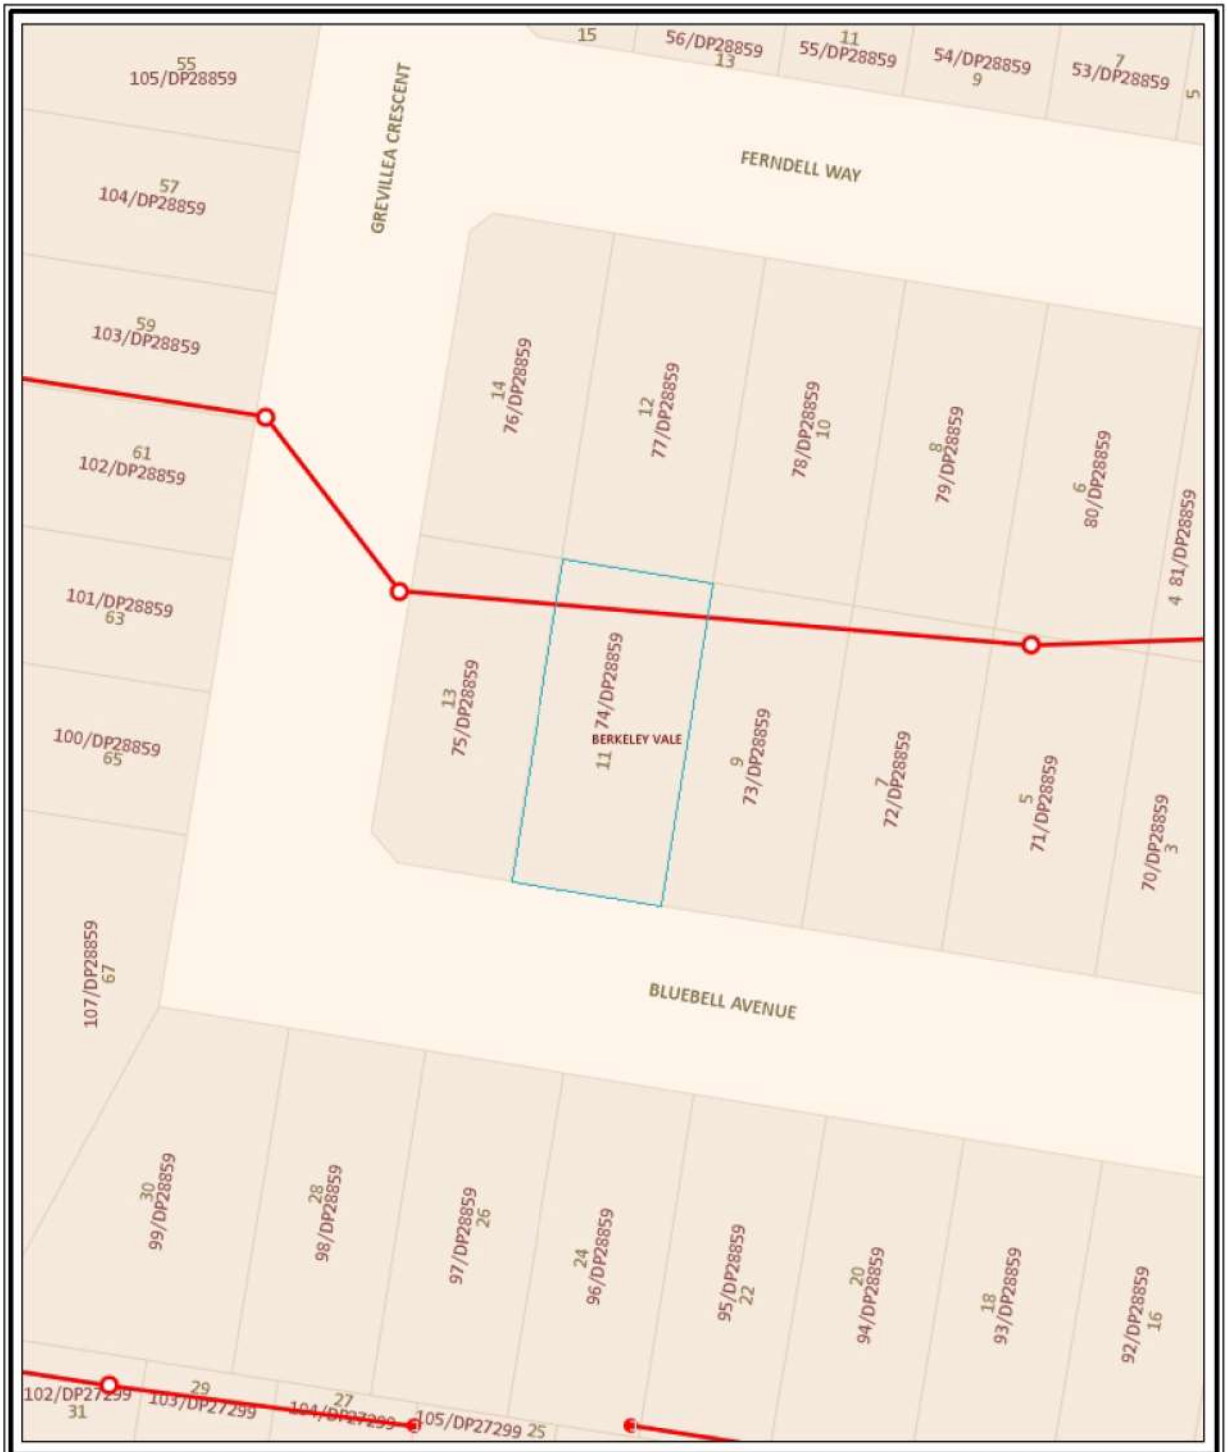 55
105/DP28859
15
56/DP28859
13
11
55/DP28859
54/DP28859
9
7
53/DP28859
5
GREVILLEA CRESCENT
FERNDELL WAY
57
104/DP28859
59
103/DP28859
61
102/DP28859
101/DP28859
63
100/DP28859
65
107/DP28859
67
14
76/DP28859
12
77/DP28859
78/DP28859
10
8
79/DP28859
6
80/DP28859
4 81/DP28859
13
75/DP28859
74/DP28859
11
BERKELEY VALE
9
73/DP28859
7
72/DP28859
5
71/DP28859
70/DP28859
3
BLUEBELL AVENUE
30
99/DP28859
28
98/DP28859
97/DP28859
26
24
96/DP28859
95/DP28859
22
20
94/DP28859
18
93/DP28859
92/DP28859
16
102/DP27299
31
29
103/DP27299
27
104/DP27299
105/DP27299 25